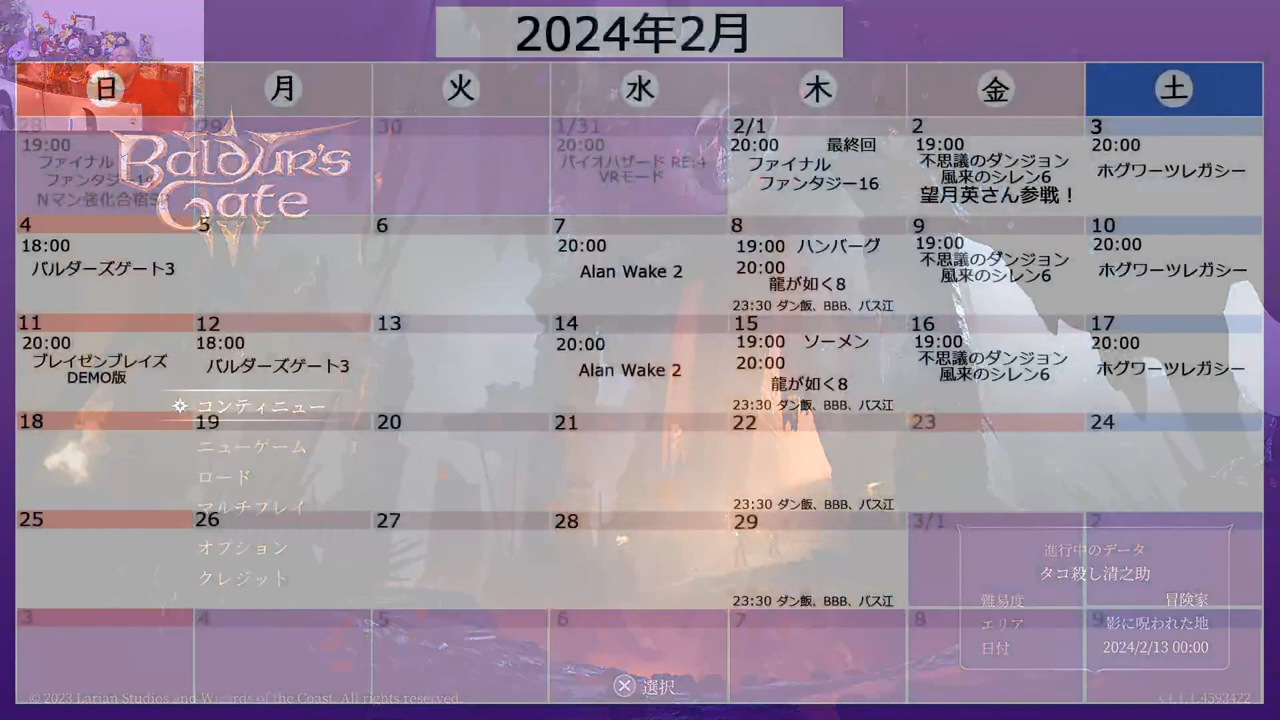 2024年2月
日 月 火 水 木 金 土
28 29 30 1/31 2/1 2 3
19:00
ファイナル
20:00
バイオハザード RE:4
VRモード
20:00 最終回
ファイナル
ファンタジー16
19:00
不思議のダンジョン
風来のシレン6
望月英さん参戦！
20:00
ホグワーツレガシー
Nマン強化合宿SP
BALDUR'S
GATE
III
4 5 6 7 8 9 10
18:00
バルダーズゲート3
20:00
Alan Wake 2
19:00 ハンバーグ
20:00
龍が如く8
23:30 ダン飯、BBB、バス江
19:00
不思議のダンジョン
風来のシレン6
20:00
ホグワーツレガシー
11 12 13 14 15 16 17
20:00
ブレイゼンブレイズ
DEMO版
18:00
バルダーズゲート3
20:00
Alan Wake 2
19:00 ソーメン
20:00
龍が如く8
23:30 ダン飯、BBB、バス江
19:00
不思議のダンジョン
風来のシレン6
20:00
ホグワーツレガシー
コンティニュー
18 19 20 21 22 23 24
ニューゲーム
ロード
マルチプレイ
23:30 ダン飯、BBB、バス江
25 26 27 28 29 3/1 2
オプション
クレジット
23:30 ダン飯、BBB、バス江
進行中のデータ
タコ殺し清之助
難易度 冒険家
エリア 影に呪われた地
日付 2024/2/13 00:00
3 4 5 6 7 8 9
選択
© 2023 Larian Studios and Wizards of the Coast. All rights reserved.
v4.1.1.4593422